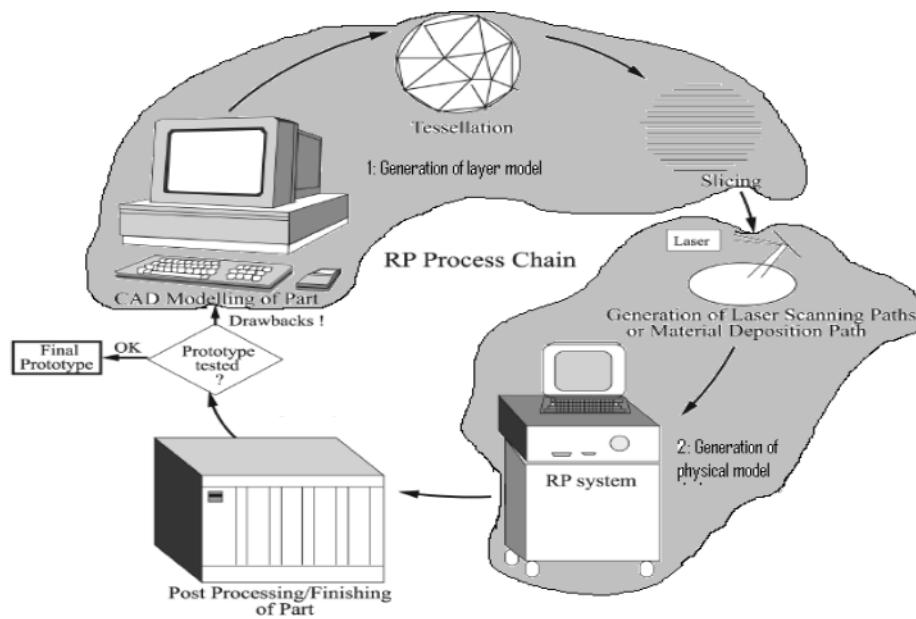 Tessellation
1: Generation of layer model
Slicing
CAD Modelling of Part
RP Process Chain
Laser
Generation of Laser Scanning Paths
or Material Deposition Path
2: Generation of
physical model
RP system
Post Processing/Finishing
of Part
Prototype
tested
?
Drawbacks !
OK
Final
Prototype